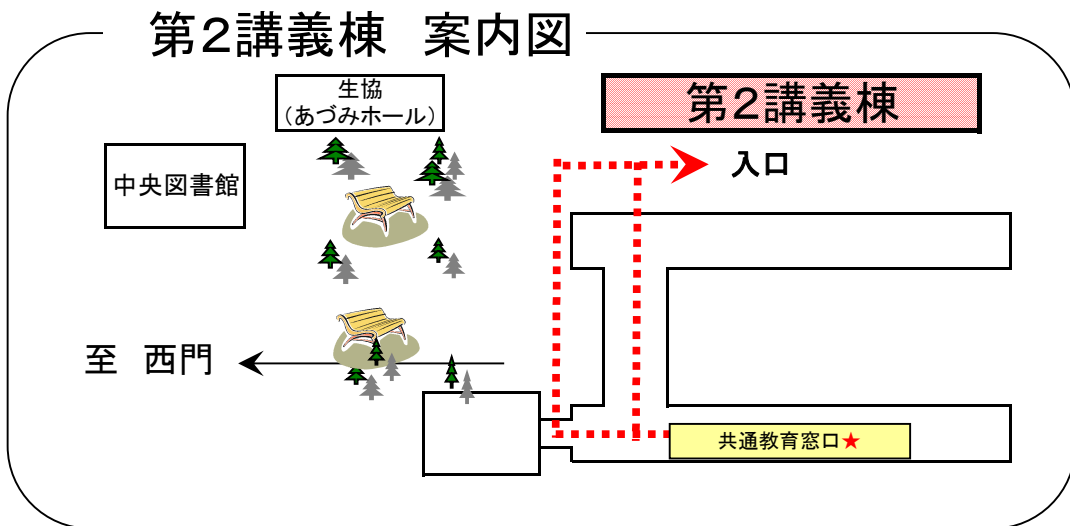 第２講義棟　案内図
生協
（あづみホール）
第２講義棟
中央図書館
入口
至　西門
共通教育窓口★